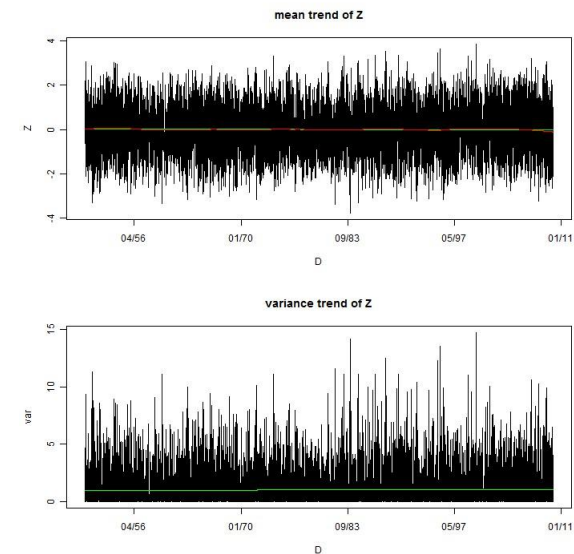 mean trend of Z
4
2
0
-2
-4
Z
04/56 01/70 09/83 05/97 01/11
D
variance trend of Z
15
10
5
0
var
04/56 01/70 09/83 05/97 01/11
D